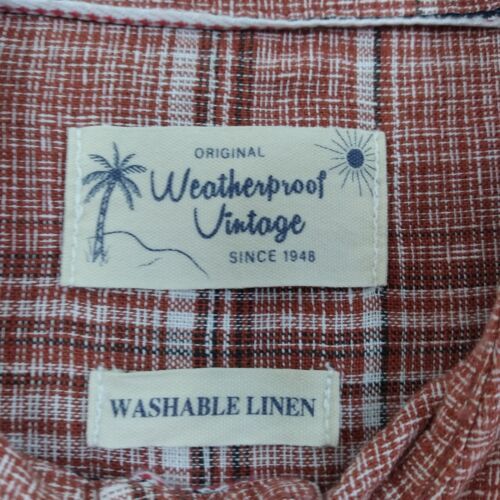 ORIGINAL
Weatherproof
Vintage
SINCE 1948
WASHABLE LINEN